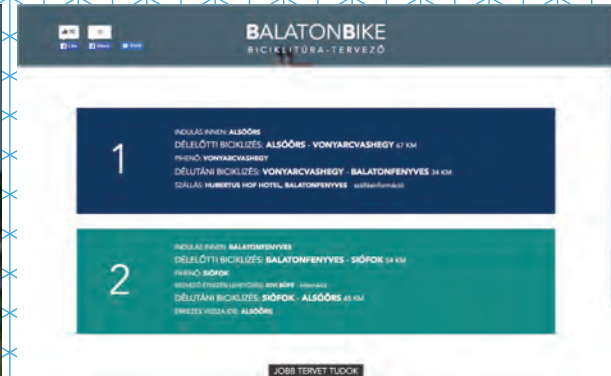 BALATONBIKE
BICIKLITÚRA-TERVEZŐ
1
INDULÁS INNEN: ALSÓÖRS
DÉLELŐTTI BICIKLIZÉS: ALSÓÖRS - VONYARCVASHEGY 67 KM
PIHENŐ: VONYARCVASHEGY
DÉLUTÁNI BICIKLIZÉS: VONYARCVASHEGY - BALATONFENYVES 34 KM
SZÁLLÁS: HUBERTUS HOF HOTEL, BALATONFENYVES
2
INDULÁS INNEN: BALATONFENYVES
DÉLELŐTTI BICIKLIZÉS: BALATONFENYVES - SIÓFOK 54 KM
PIHENŐ: SIÓFOK
DÉLUTÁNI BICIKLIZÉS: SIÓFOK - ALSÓÖRS 45 KM
ÉRKEZÉS VISSZA IDE: ALSÓÖRS
JOBB TERVET TUDOK